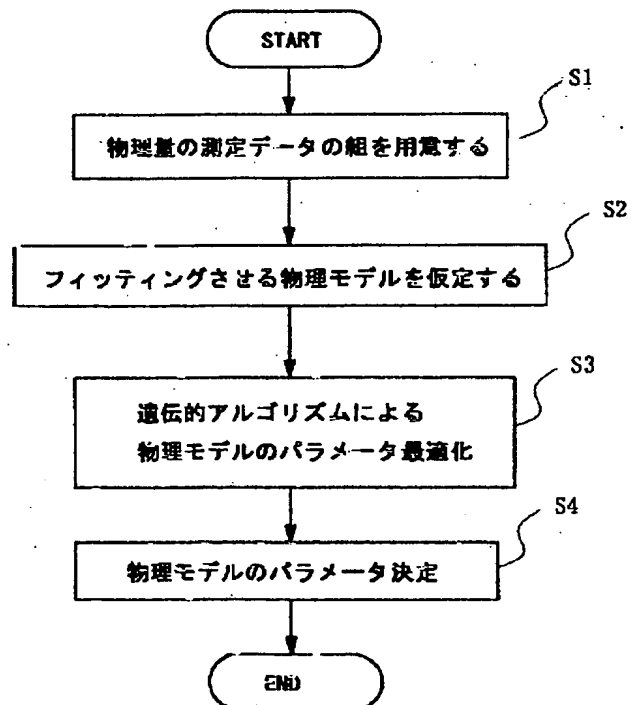 START
S1
物理量の測定データの組を用意する
S2
フィッティングさせる物理モデルを仮定する
S3
遺伝的アルゴリズムによる
物理モデルのパラメータ最適化
S4
物理モデルのパラメータ決定
END